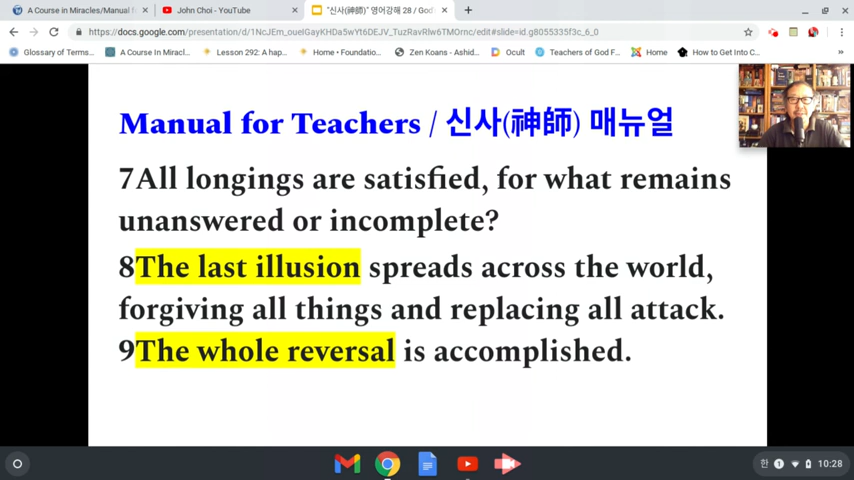 A Course in Miracles/Manual f
John Choi - YouTube
"신사(神師)" 영어강해 28 / God'
https://docs.google.com/presentation/d/1NcJEm_oueIGayKHDa5wYt6DEJV_TuzRavRlw6TMOrnc/edit#slide=id.g8055335f3c_6_0
Glossary of Terms...
A Course In Miracl...
Lesson 292: A hap...
Home • Foundatio...
Zen Koans - Ashid...
Ocult
Teachers of God F...
Home
How to Get Into C...
»
Manual for Teachers / 신사(神師) 매뉴얼
7All longings are satisfied, for what remains
unanswered or incomplete?
8The last illusion spreads across the world,
forgiving all things and replacing all attack.
9The whole reversal is accomplished.
한
1
10:28